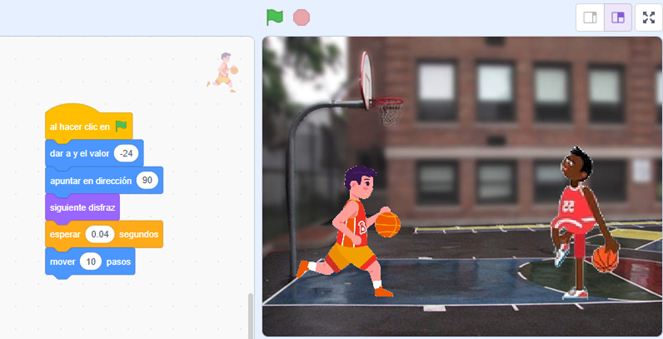 al hacer clic en
dar a y el valor -24
apuntar en dirección 90
siguiente disfraz
esperar 0.04 segundos
mover 10 pasos